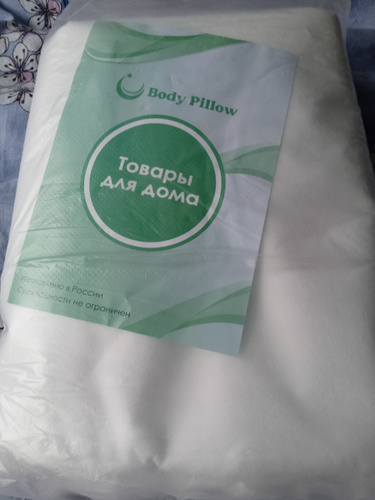 Body Pillow
Товары
для дома
в России
не ограничен